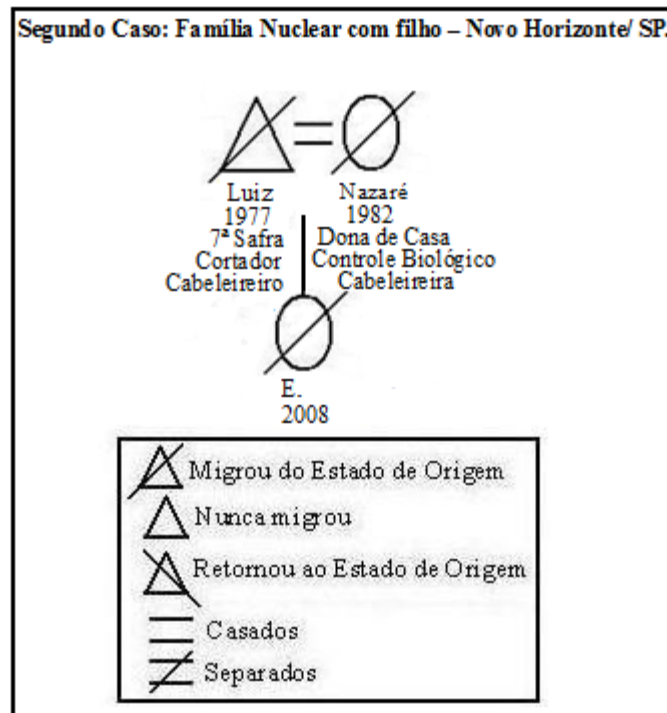 Segundo Caso: Família Nuclear com filho – Novo Horizonte/ SP.
Luiz
1977
7ª Safra
Cortador
Cabeleireiro
Nazaré
1982
Dona de Casa
Controle Biológico
Cabeleireira
E.
2008
Migrou do Estado de Origem
Nunca migrou
Retornou ao Estado de Origem
Casados
Separados